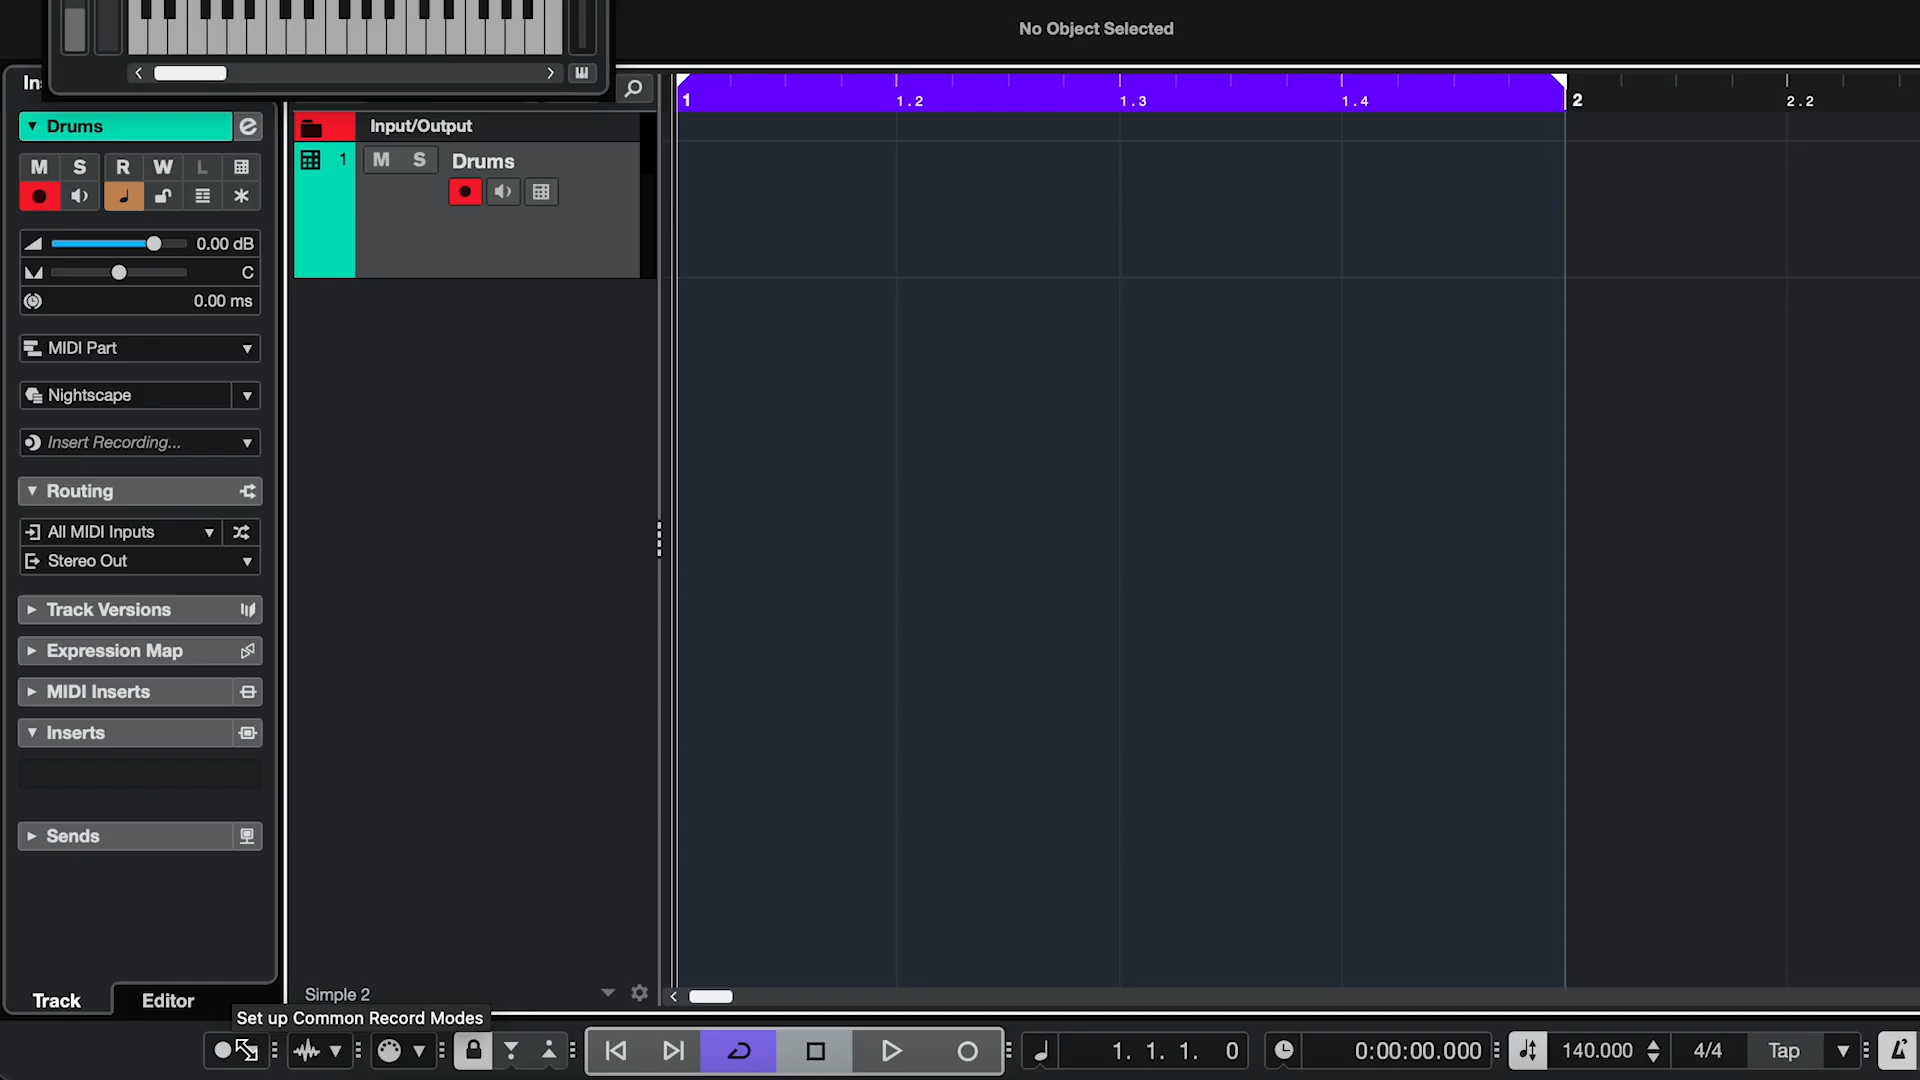 No Object Selected
Ins
Drums
M S R W L
0.00 dB
C
0.00 ms
MIDI Part
Nightscape
Insert Recording...
Routing
All MIDI Inputs
Stereo Out
Track Versions
Expression Map
MIDI Inserts
Inserts
Sends
Track
Editor
Input/Output
1 M S Drums
Simple 2
1 1.2 1.3 1.4 2 2.2
Set up Common Record Modes
1. 1. 1. 0
0:00:00.000
140.000
4/4
Tap